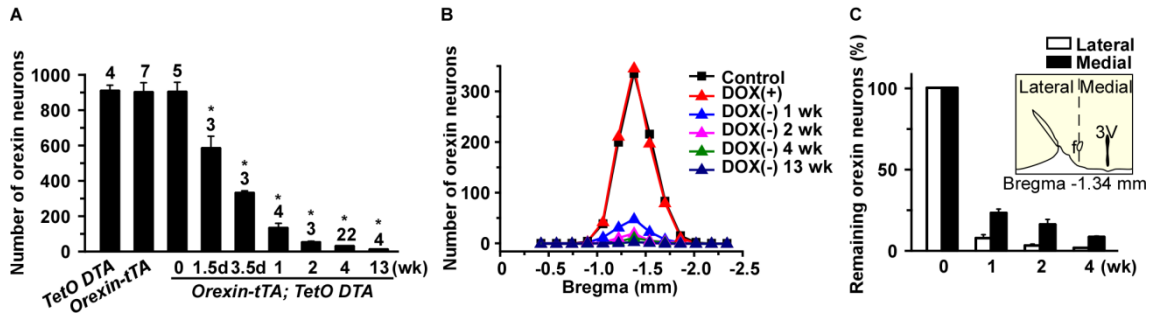 A
Number of orexin neurons
1000
800
600
400
200
0
4
7
5
*
3
*
3
*
4
*
3
*
22
*
4
TetO DTA
Orexin-tTA
0 1.5d 3.5d 1 2 4 13 (wk)
Orexin-tTA; TetO DTA
B
Number of orexin neurons
300
200
100
0
0 -0.5 -1.0 -1.5 -2.0 -2.5
Bregma (mm)
Control
DOX(+)
DOX(-) 1 wk
DOX(-) 2 wk
DOX(-) 4 wk
DOX(-) 13 wk
C
Remaining orexin neurons (%)
100
50
0
0 1 2 4 (wk)
Lateral
Medial
Lateral Medial
f
3V
Bregma -1.34 mm